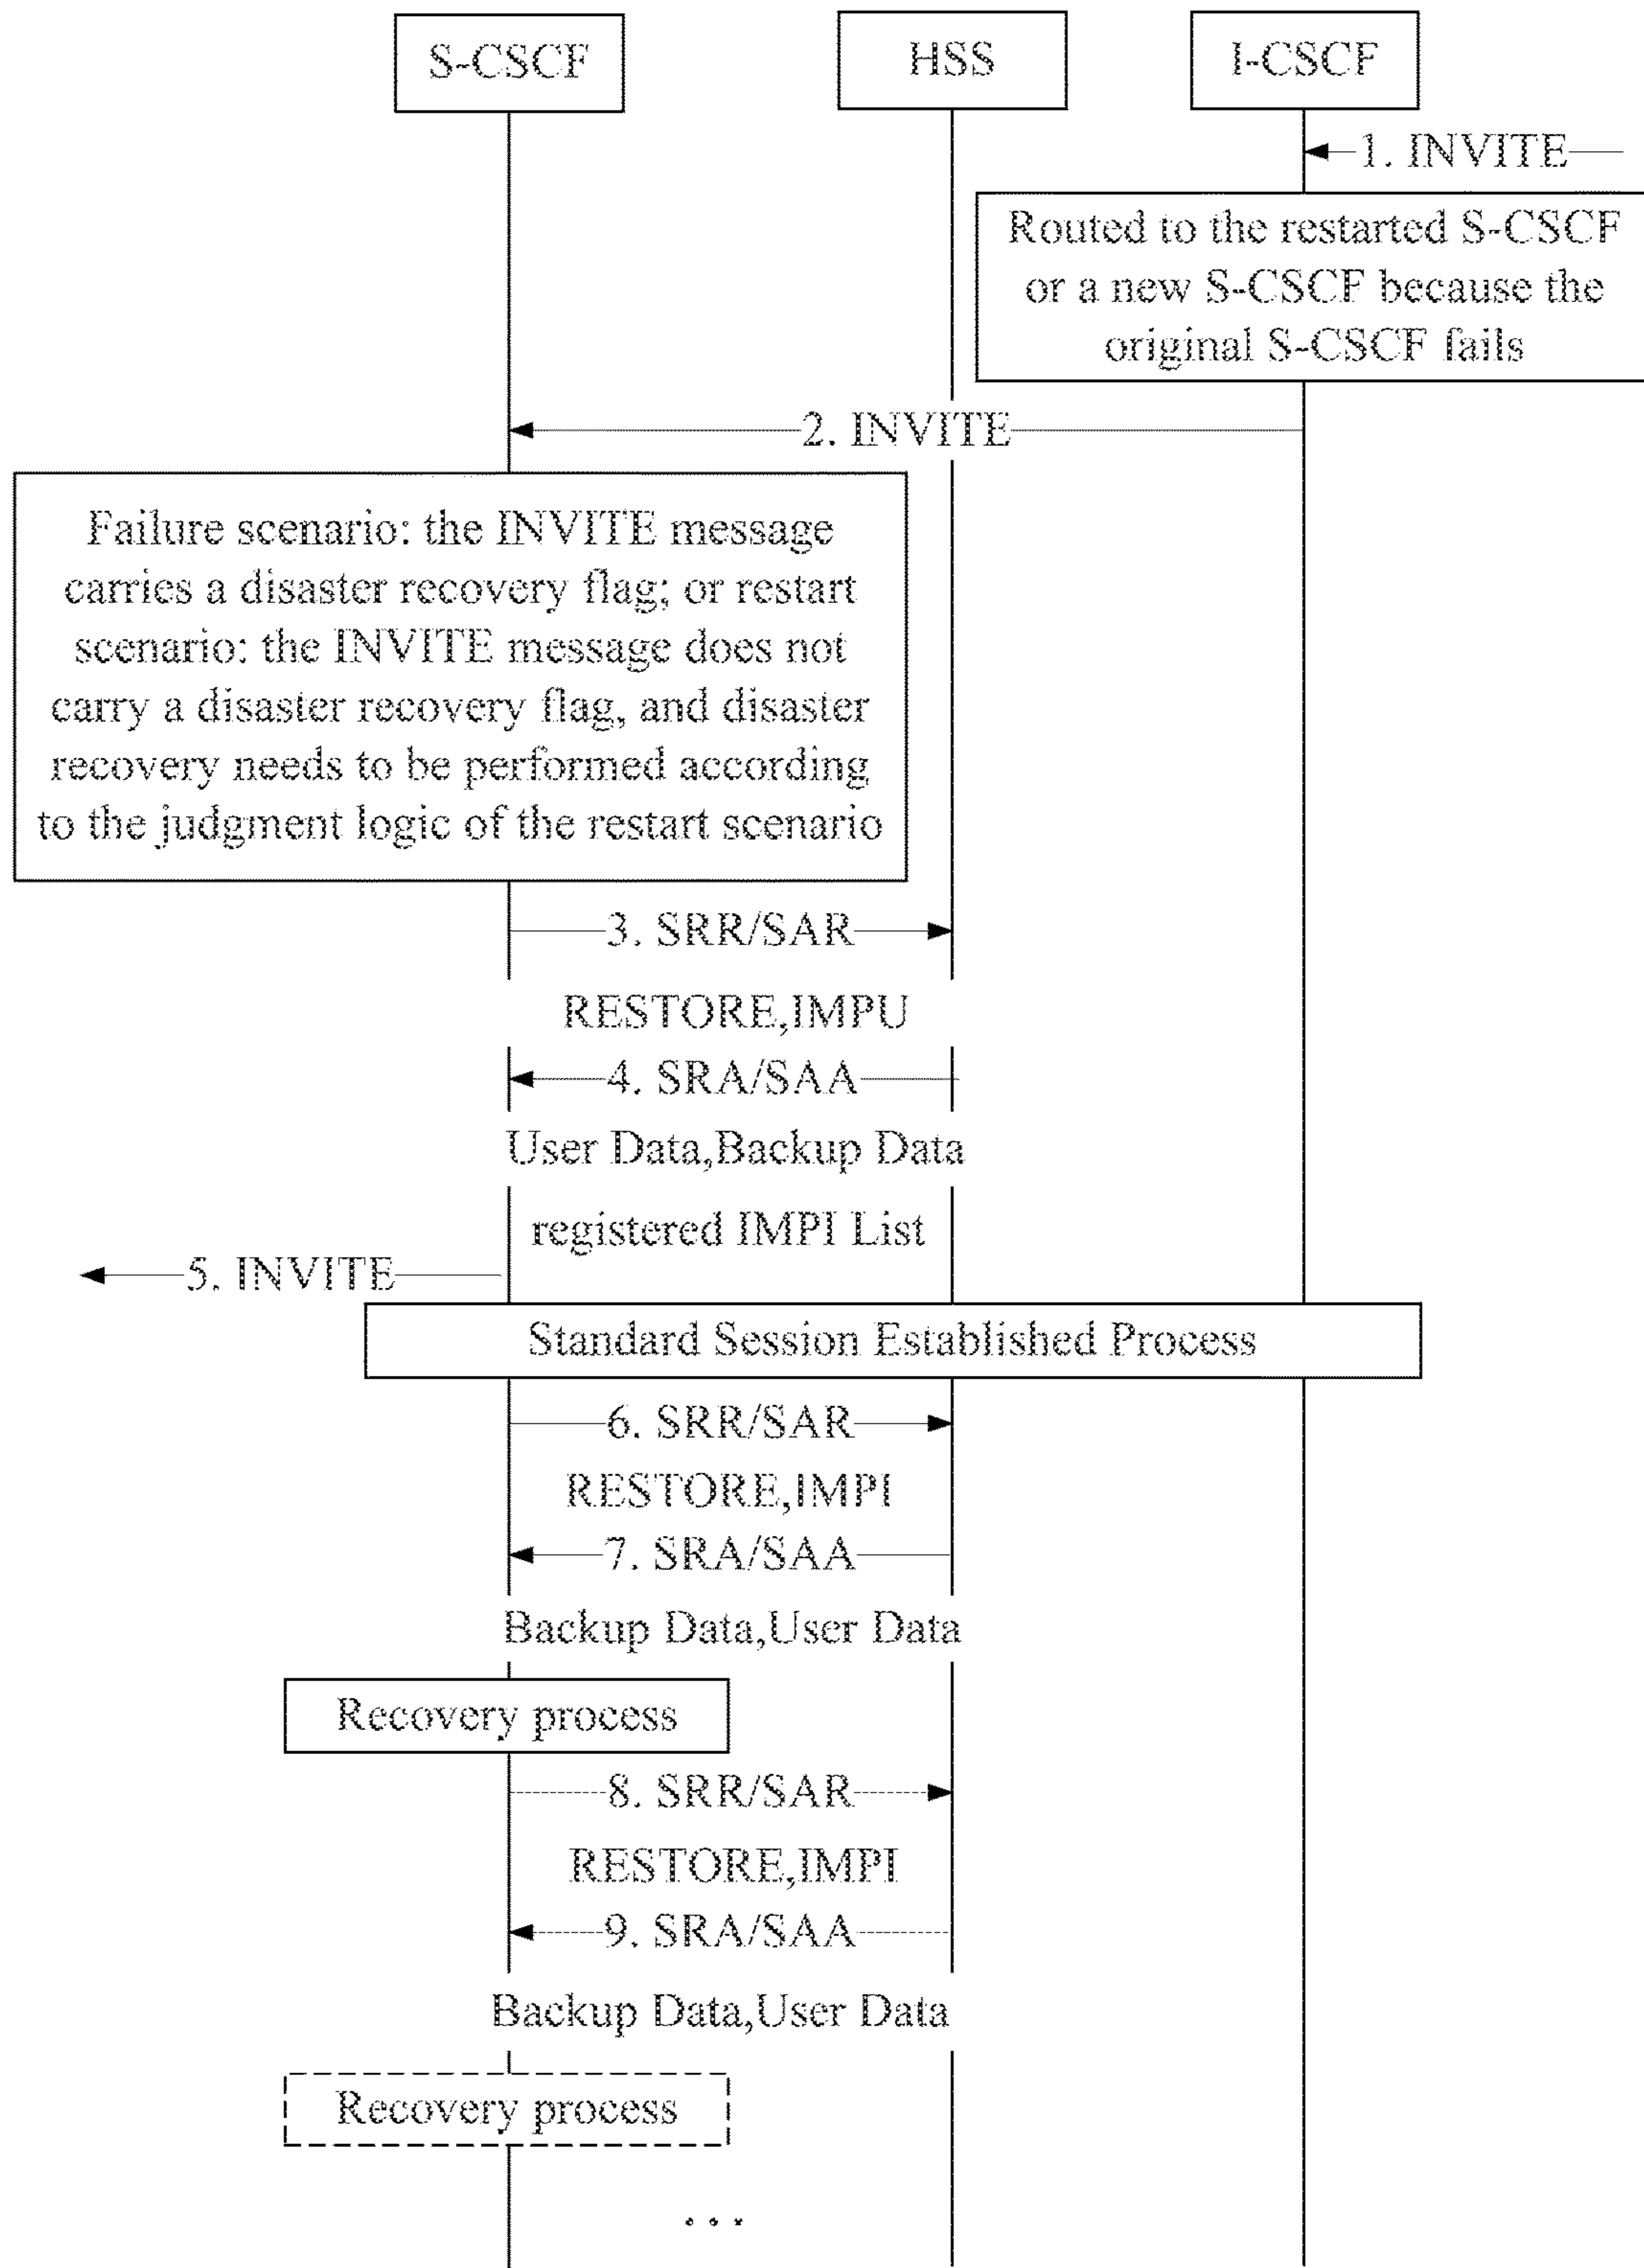 S-CSCF
HSS
I-CSCF
1. INVITE
Routed to the restarted S-CSCF
or a new S-CSCF because the
original S-CSCF fails
2. INVITE
Failure scenario: the INVITE message
carries a disaster recovery flag; or restart
scenario: the INVITE message does not
carry a disaster recovery flag, and disaster
recovery needs to be performed according
to the judgment logic of the restart scenario
3. SRR/SAR
RESTORE,IMPU
4. SRA/SAA
User Data,Backup Data
registered IMPI List
5. INVITE
Standard Session Established Process
6. SRR/SAR
RESTORE,IMPI
7. SRA/SAA
Backup Data,User Data
Recovery process
8. SRR/SAR
RESTORE,IMPI
9. SRA/SAA
Backup Data,User Data
Recovery process
...